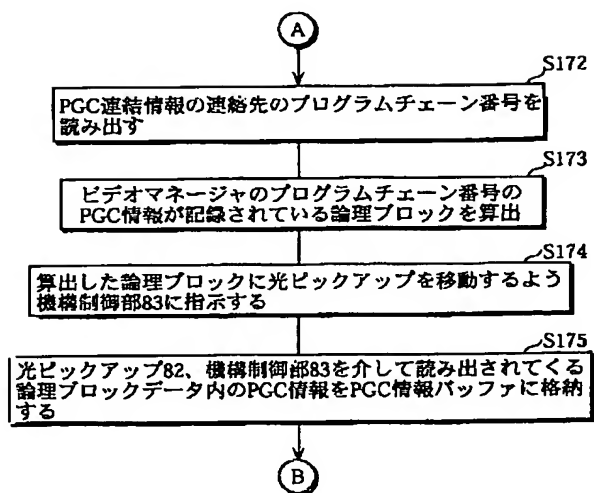 A
S172
PGC連結情報の連絡先のプログラムチェーン番号を
読み出す
S173
ビデオマネージャのプログラムチェーン番号の
PGC情報が記録されている論理ブロックを算出
S174
算出した論理ブロックに光ピックアップを移動するよう
機構制御部83に指示する
S175
光ピックアップ82、機構制御部83を介して読み出されてくる
論理ブロックデータ内のPGC情報をPGC情報バッファに格納
する
B